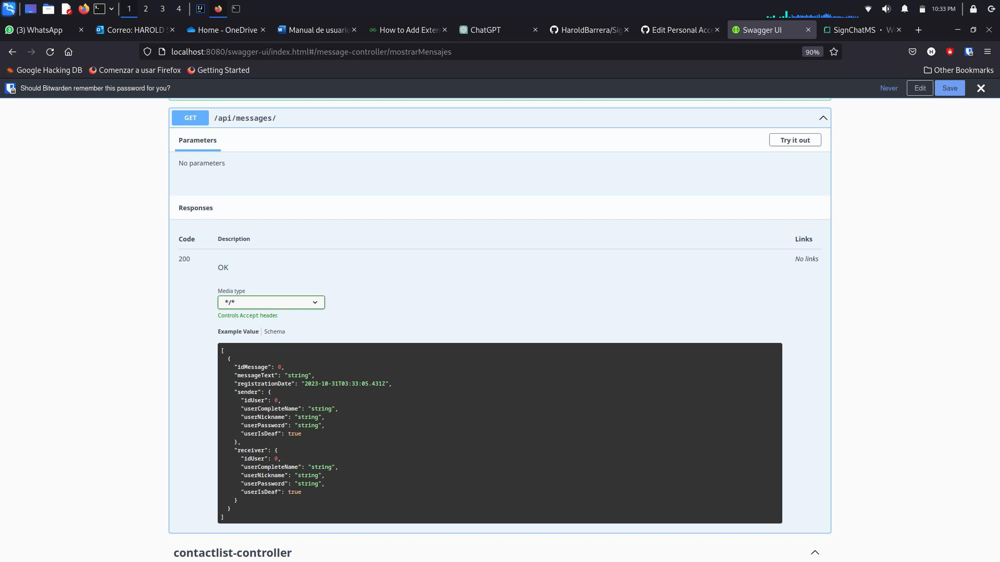 1 2 3 4 10:33 PM
(3) WhatsApp Correo: HAROLD S Home - OneDrive Manual de usuario How to Add Exter ChatGPT HaroldBarrera/Sig Edit Personal Acce Swagger UI SignChatMS • W
localhost:8080/swagger-ui/index.html#/message-controller/mostrarMensajes 90% H
Google Hacking DB Comenzar a usar Firefox Getting Started Other Bookmarks
Should Bitwarden remember this password for you? Never Edit Save
GET /api/messages/
Parameters Try it out
No parameters
Responses
Code Description Links
200 No links
OK
Media type
*/*
Controls Accept header.
Example Value Schema
[
{
"idMessage": 0,
"messageText": "string",
"registrationDate": "2023-10-31T03:33:05.431Z",
"sender": {
"idUser": 0,
"userCompleteName": "string",
"userNickname": "string",
"userPassword": "string",
"userIsDeaf": true
},
"receiver": {
"idUser": 0,
"userCompleteName": "string",
"userNickname": "string",
"userPassword": "string",
"userIsDeaf": true
}
}
]
contactlist-controller